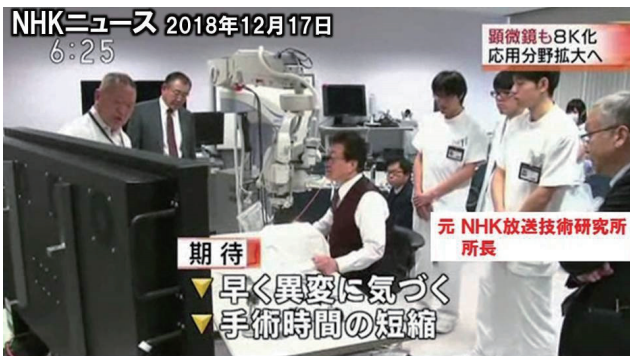 NHKニュース 2018年12月17日
6:25
顕微鏡も8K化
応用分野拡大へ
元 NHK放送技術研究所
所長
期待
▼早く異変に気づく
▼手術時間の短縮